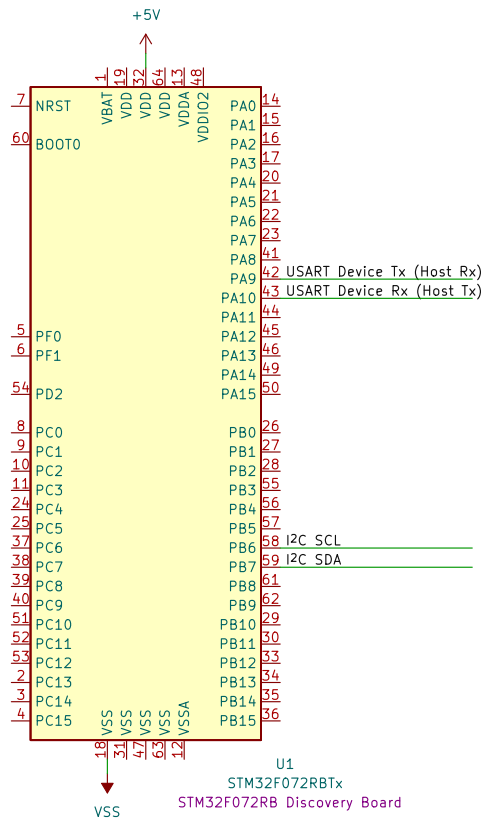 +5V
1 19 32 64 13 48
VBAT VDD VDD VDD VDDA VDDIO2
7 NRST PA0 14
PA1 15
60 BOOT0 PA2 16
PA3 17
PA4 20
PA5 21
PA6 22
PA7 23
PA8 41
PA9 42 USART Device Tx (Host Rx)
PA10 43 USART Device Rx (Host Tx)
PA11 44
5 PF0 PA12 45
6 PF1 PA13 46
PA14 49
54 PD2 PA15 50
8 PC0 PB0 26
9 PC1 PB1 27
10 PC2 PB2 28
11 PC3 PB3 55
24 PC4 PB4 56
25 PC5 PB5 57
37 PC6 PB6 58 I²C SCL
38 PC7 PB7 59 I²C SDA
39 PC8 PB8 61
40 PC9 PB9 62
51 PC10 PB10 29
52 PC11 PB11 30
53 PC12 PB12 33
2 PC13 PB13 34
3 PC14 PB14 35
4 PC15 PB15 36
VSS VSS VSS VSS VSSA
18 31 47 63 12
U1
STM32F072RBTx
STM32F072RB Discovery Board
VSS